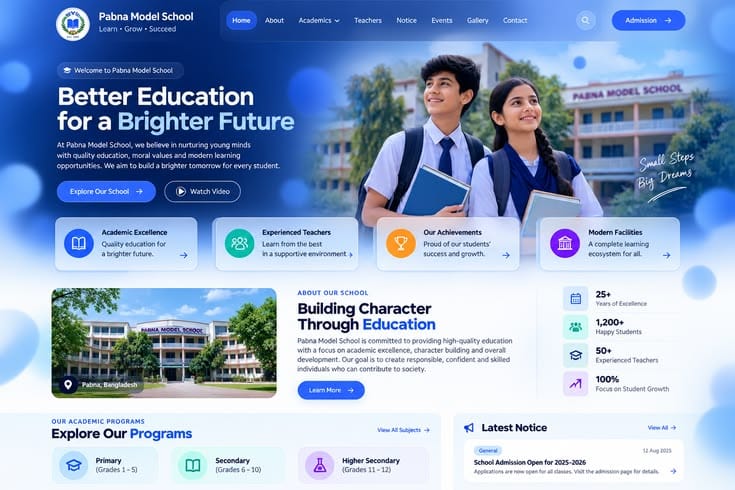 Pabna Model School
Learn • Grow • Succeed
Home
About
Academics
Teachers
Notice
Events
Gallery
Contact
Admission →
Welcome to Pabna Model School
Better Education
for a Brighter Future
At Pabna Model School, we believe in nurturing young minds
with quality education, moral values and modern learning
opportunities. We aim to build a brighter tomorrow for every student.
Explore Our School →
Watch Video
PABNA MODEL SCHOOL
Small Steps
Big Dreams
Academic Excellence
Quality education for
a brighter future. →
Experienced Teachers
Learn from the best
in a supportive environment
Our Achievements
Proud of our students'
success and growth. →
Modern Facilities
A complete learning
ecosystem for all. →
PABNA MODEL SCHOOL
Pabna, Bangladesh
ABOUT OUR SCHOOL
Building Character
Through Education
Pabna Model School is committed to providing high-quality education
with a focus on academic excellence, character building and overall
development. Our goal is to create responsible, confident and skilled
individuals who can contribute to society.
Learn More →
25+
Years of Excellence
1,200+
Happy Students
50+
Experienced Teachers
100%
Focus on Student Growth
OUR ACADEMIC PROGRAMS
Explore Our Programs
View All Subjects →
Primary
(Grades 1 – 5)
Secondary
(Grades 6 – 10)
Higher Secondary
(Grades 11 – 12)
Latest Notice
View All →
General
12 Aug 2025
School Admission Open for 2025–2026
Applications are now open for all classes. Visit the admission page for details. →